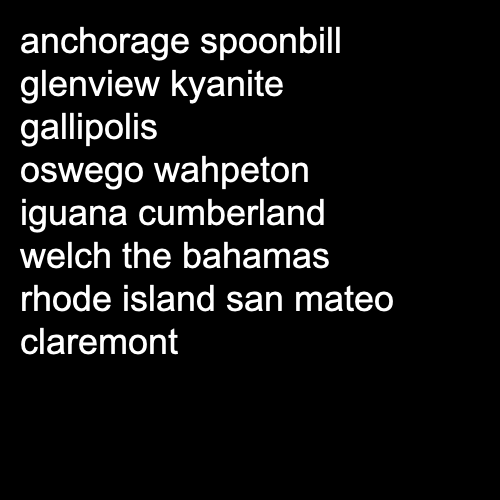 anchorage spoonbill
glenview kyanite
gallipolis
oswego wahpeton
iguana cumberland
welch the bahamas
rhode island san mateo
claremont